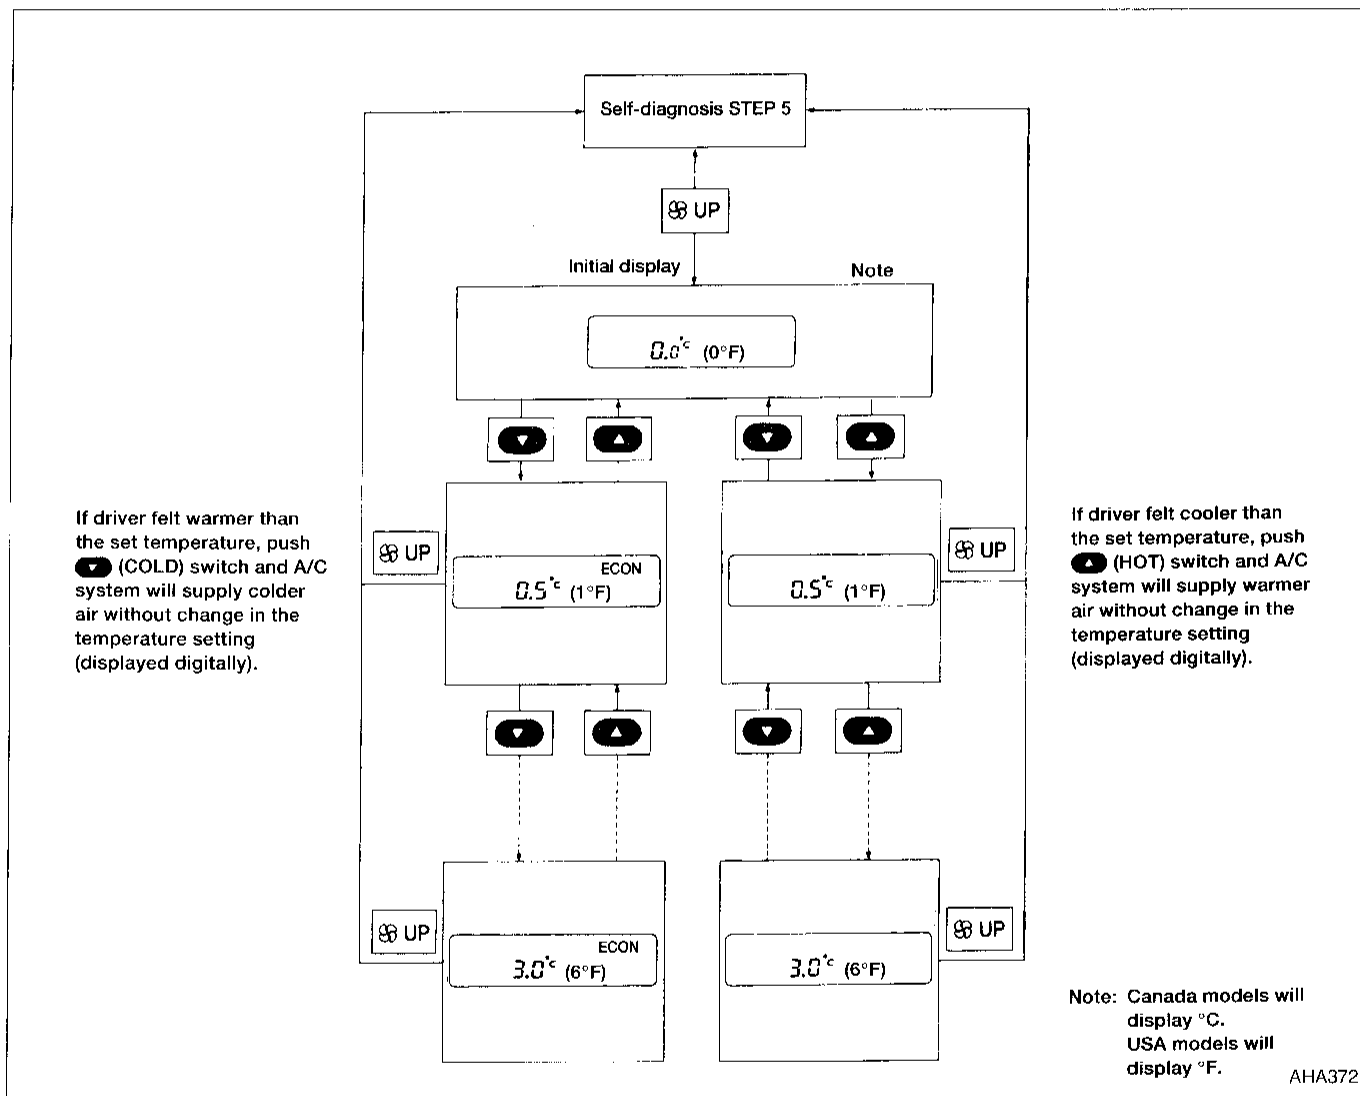 Self-diagnosis STEP 5
UP
Initial display
Note
0.0°c (0°F)
If driver felt warmer than
the set temperature, push
(COLD) switch and A/C
system will supply colder
air without change in the
temperature setting
(displayed digitally).
UP
ECON
0.5°c (1°F)
0.5°c (1°F)
UP
If driver felt cooler than
the set temperature, push
(HOT) switch and A/C
system will supply warmer
air without change in the
temperature setting
(displayed digitally).
UP
ECON
3.0°c (6°F)
3.0°c (6°F)
UP
Note: Canada models will
display °C.
USA models will
display °F.
AHA372